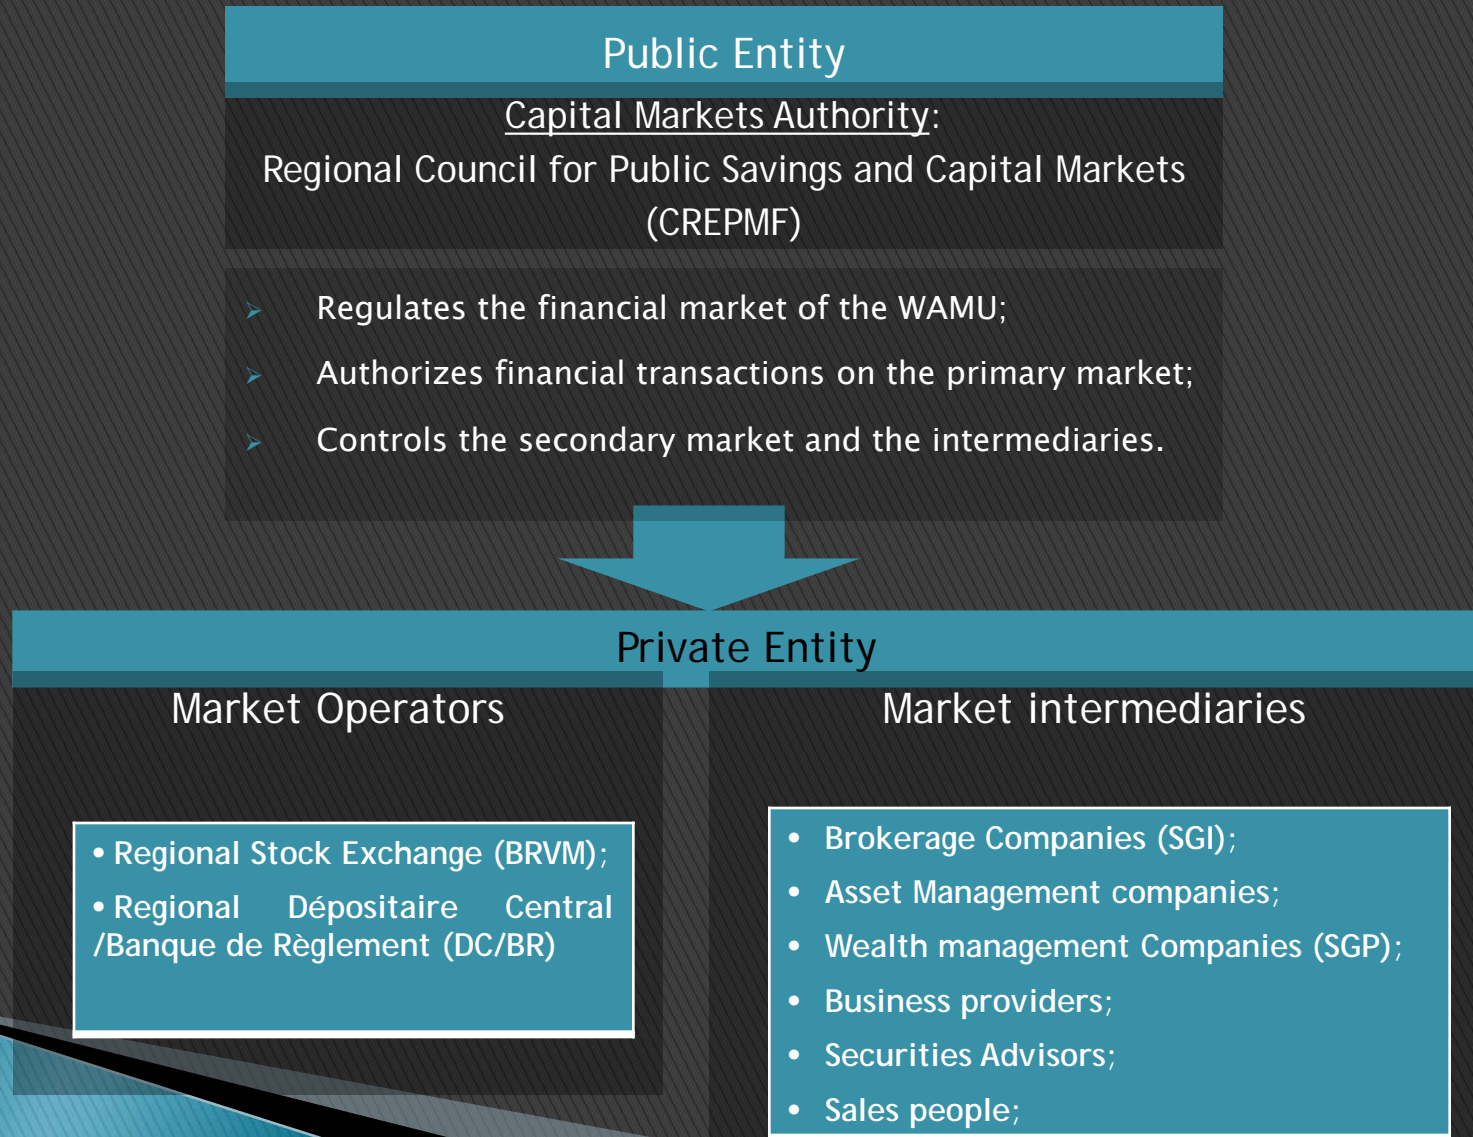 Public Entity
Capital Markets Authority:
Regional Council for Public Savings and Capital Markets
(CREPMF)
➢ Regulates the financial market of the WAMU;
➢ Authorizes financial transactions on the primary market;
➢ Controls the secondary market and the intermediaries.
Private Entity
Market Operators
• Regional Stock Exchange (BRVM);
• Regional Dépositaire Central
/Banque de Règlement (DC/BR)
Market intermediaries
• Brokerage Companies (SGI);
• Asset Management companies;
• Wealth management Companies (SGP);
• Business providers;
• Securities Advisors;
• Sales people;